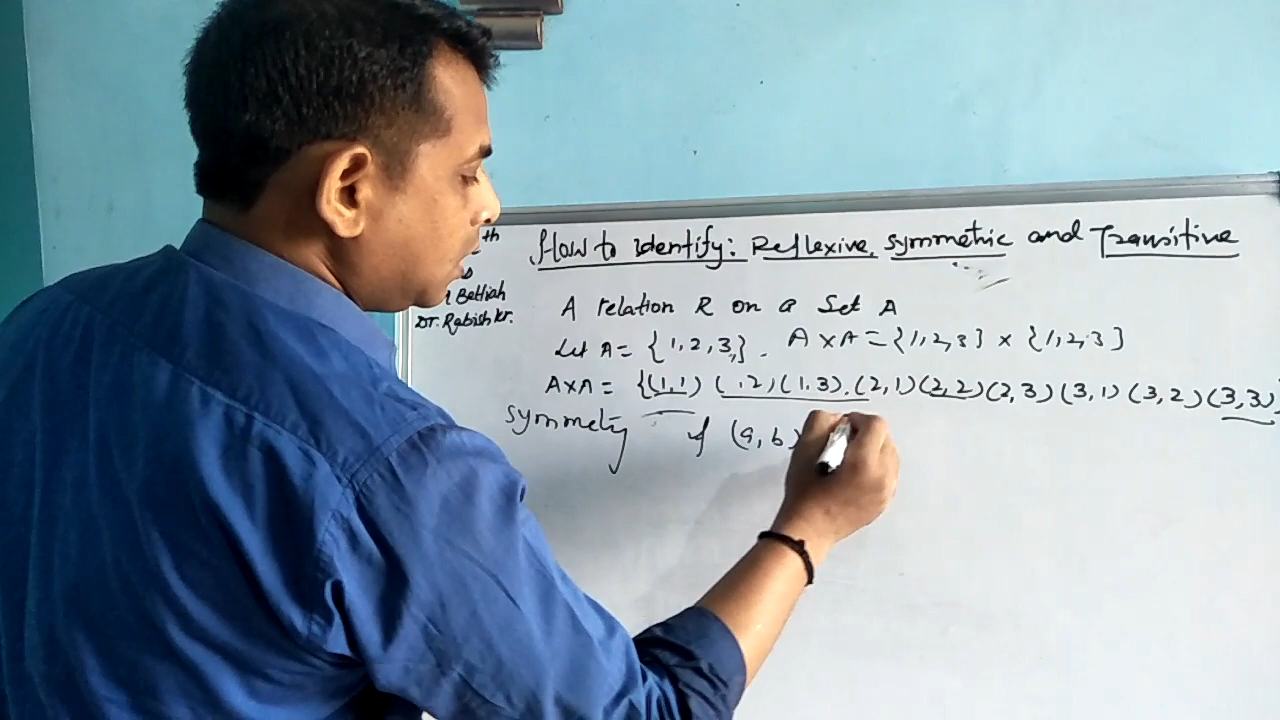 How to identify: Reflexive, symmetric and Transitive
th
Bettiah
Dr. Rabish Kr.
A relation R on a Set A
Let A = {1,2,3,}. A×A = {1,2,3} × {1,2,3}
A×A = {(1,1) ( ,2)(1,3),(2,1)(2,2)(2,3)(3,1)(3,2)(3,3)
Symmety if (a,b)